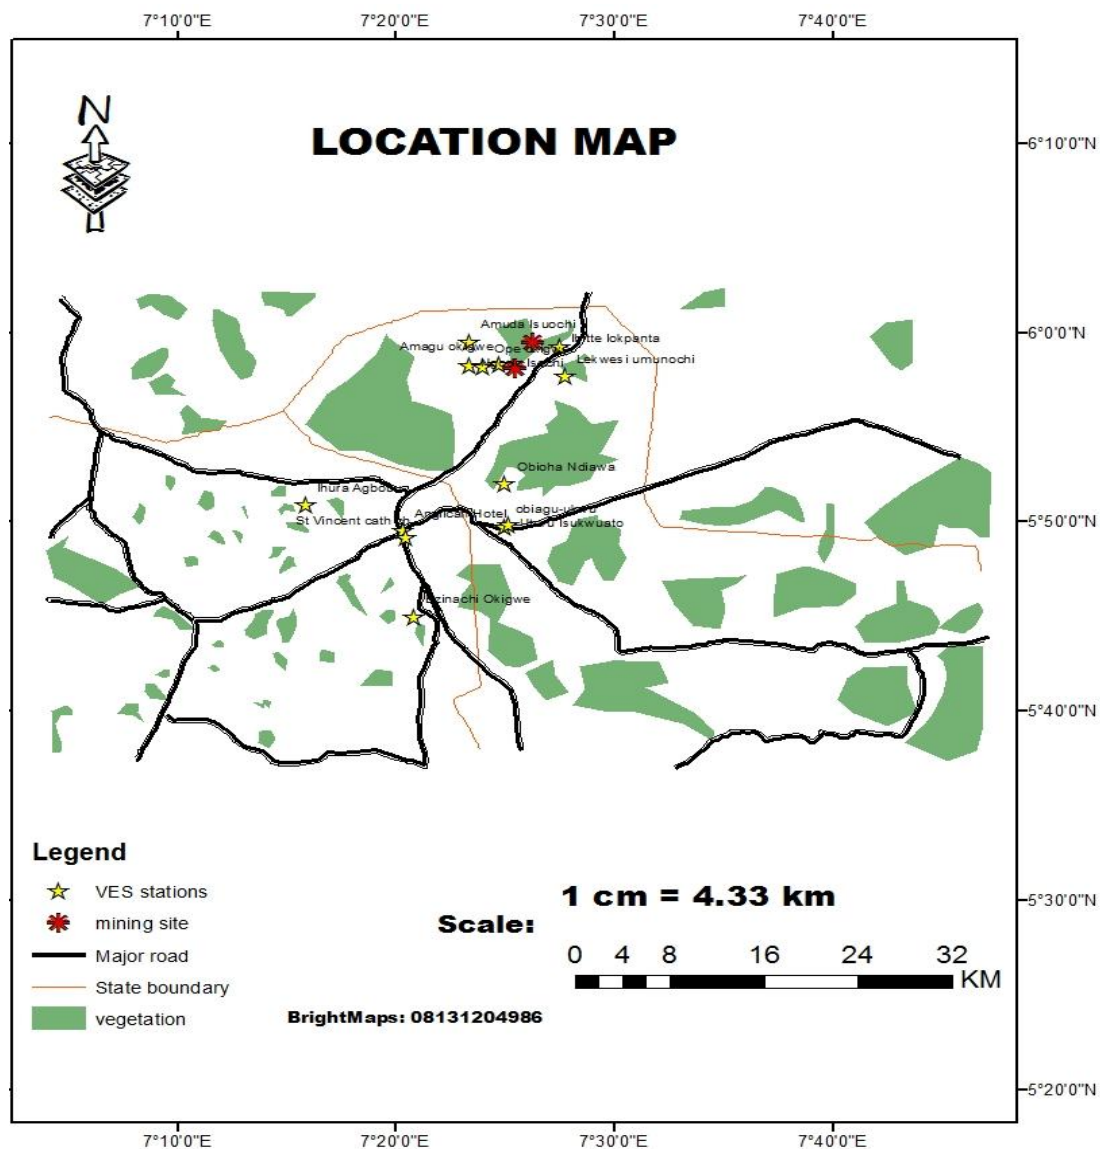 7°10'0"E 7°20'0"E 7°30'0"E 7°40'0"E
N
LOCATION MAP
6°10'0"N
6°0'0"N
5°50'0"N
5°40'0"N
5°30'0"N
5°20'0"N
Amuda Isuochi
lokpanta
Amagu okigwe
Lekwesi umunochi
Obioha Ndiawa
Ihura
St Vincent cath
Anglican Hotel
Isukwuato
Ezinachi Okigwe
Legend
VES stations
mining site
Major road
State boundary
vegetation
1 cm = 4.33 km
Scale:
0 4 8 16 24 32
KM
BrightMaps: 08131204986
7°10'0"E 7°20'0"E 7°30'0"E 7°40'0"E